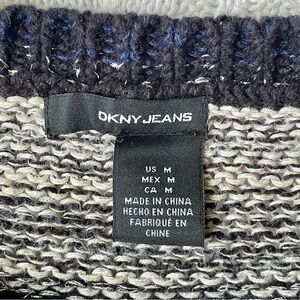 DKNY JEANS
US M
MEX M
CA M
MADE IN CHINA
HECHO EN CHINA
FABRIQUÉ EN
CHINE